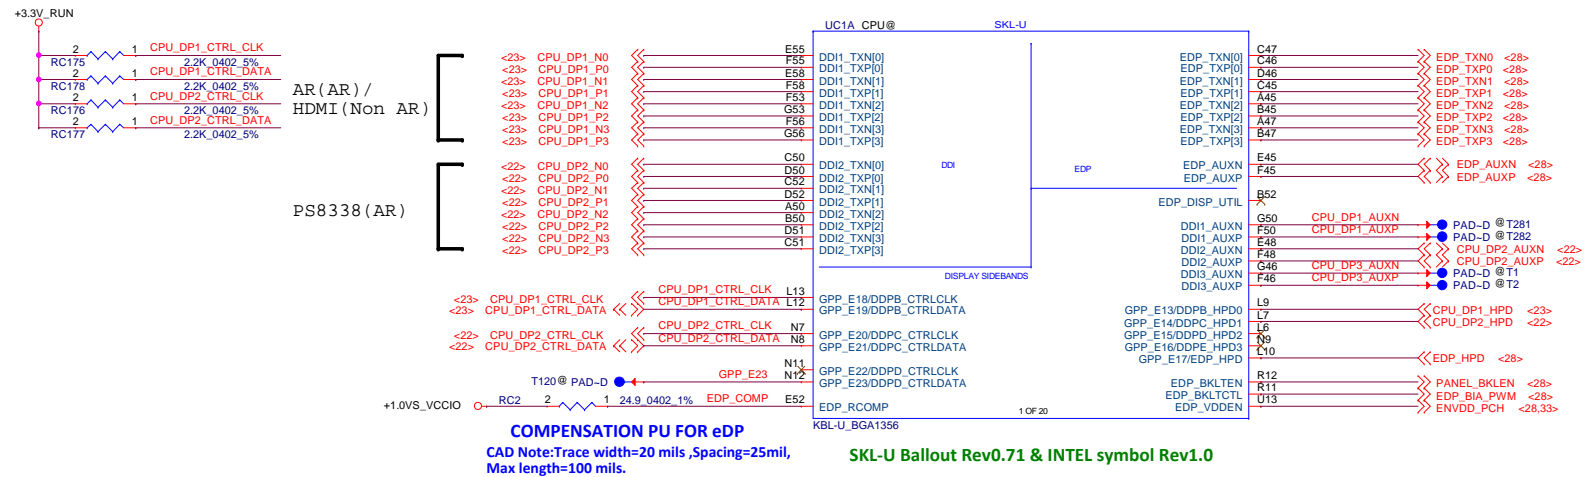 +3.3V_RUN
2 1 CPU_DP1_CTRL_CLK
RC175 2.2K_0402_5%
2 1 CPU_DP1_CTRL_DATA
RC178 2.2K_0402_5%
2 1 CPU_DP2_CTRL_CLK
RC176 2.2K_0402_5%
2 1 CPU_DP2_CTRL_DATA
RC177 2.2K_0402_5%
AR(AR)/
HDMI(Non AR)
PS8338(AR)
UC1A CPU@ SKL-U
<23> CPU_DP1_N0 E55 DDI1_TXN[0]
<23> CPU_DP1_P0 F55 DDI1_TXP[0]
<23> CPU_DP1_N1 E58 DDI1_TXN[1]
<23> CPU_DP1_P1 F58 DDI1_TXP[1]
<23> CPU_DP1_N2 F53 DDI1_TXN[2]
<23> CPU_DP1_P2 G53 DDI1_TXP[2]
<23> CPU_DP1_N3 F56 DDI1_TXN[3]
<23> CPU_DP1_P3 G56 DDI1_TXP[3]
<22> CPU_DP2_N0 C50 DDI2_TXN[0]
<22> CPU_DP2_P0 D50 DDI2_TXP[0]
<22> CPU_DP2_N1 C52 DDI2_TXN[1]
<22> CPU_DP2_P1 D52 DDI2_TXP[1]
<22> CPU_DP2_N2 A50 DDI2_TXN[2]
<22> CPU_DP2_P2 B50 DDI2_TXP[2]
<22> CPU_DP2_N3 D51 DDI2_TXN[3]
<22> CPU_DP2_P3 C51 DDI2_TXP[3]
DDI
EDP
DISPLAY SIDEBANDS
<23> CPU_DP1_CTRL_CLK CPU_DP1_CTRL_CLK L13 GPP_E18/DDPB_CTRLCLK
<23> CPU_DP1_CTRL_DATA CPU_DP1_CTRL_DATA L12 GPP_E19/DDPB_CTRLDATA
<22> CPU_DP2_CTRL_CLK CPU_DP2_CTRL_CLK N7 GPP_E20/DDPC_CTRLCLK
<22> CPU_DP2_CTRL_DATA CPU_DP2_CTRL_DATA N8 GPP_E21/DDPC_CTRLDATA
N11 GPP_E22/DDPD_CTRLCLK
T120@ PAD~D GPP_E23 N12 GPP_E23/DDPD_CTRLDATA
+1.0VS_VCCIO RC2 2 1 24.9_0402_1% EDP_COMP E52 EDP_RCOMP
EDP_TXN[0] C47 EDP_TXN0 <28>
EDP_TXP[0] C46 EDP_TXP0 <28>
EDP_TXN[1] D46 EDP_TXN1 <28>
EDP_TXP[1] C45 EDP_TXP1 <28>
EDP_TXN[2] A45 EDP_TXN2 <28>
EDP_TXP[2] B45 EDP_TXP2 <28>
EDP_TXN[3] A47 EDP_TXN3 <28>
EDP_TXP[3] B47 EDP_TXP3 <28>
EDP_AUXN E45 EDP_AUXN <28>
EDP_AUXP F45 EDP_AUXP <28>
EDP_DISP_UTIL B52
DDI1_AUXN G50 CPU_DP1_AUXN PAD~D @T281
DDI1_AUXP F50 CPU_DP1_AUXP PAD~D @T282
DDI2_AUXN E48 CPU_DP2_AUXN <22>
DDI2_AUXP F48 CPU_DP2_AUXP <22>
DDI3_AUXN G46 CPU_DP3_AUXN PAD~D @T1
DDI3_AUXP F46 CPU_DP3_AUXP PAD~D @T2
GPP_E13/DDPB_HPD0 L9 CPU_DP1_HPD <23>
GPP_E14/DDPC_HPD1 L7 CPU_DP2_HPD <22>
GPP_E15/DDPD_HPD2 L6
GPP_E16/DDPE_HPD3 N9
GPP_E17/EDP_HPD L10 EDP_HPD <28>
EDP_BKLTEN R12 PANEL_BKLEN <28>
EDP_BKLTCTL R11 EDP_BIA_PWM <28>
EDP_VDDEN U13 ENVDD_PCH <28,33>
1 OF 20
KBL-U_BGA1356
COMPENSATION PU FOR eDP
CAD Note:Trace width=20 mils ,Spacing=25mil,
Max length=100 mils.
SKL-U Ballout Rev0.71 & INTEL symbol Rev1.0